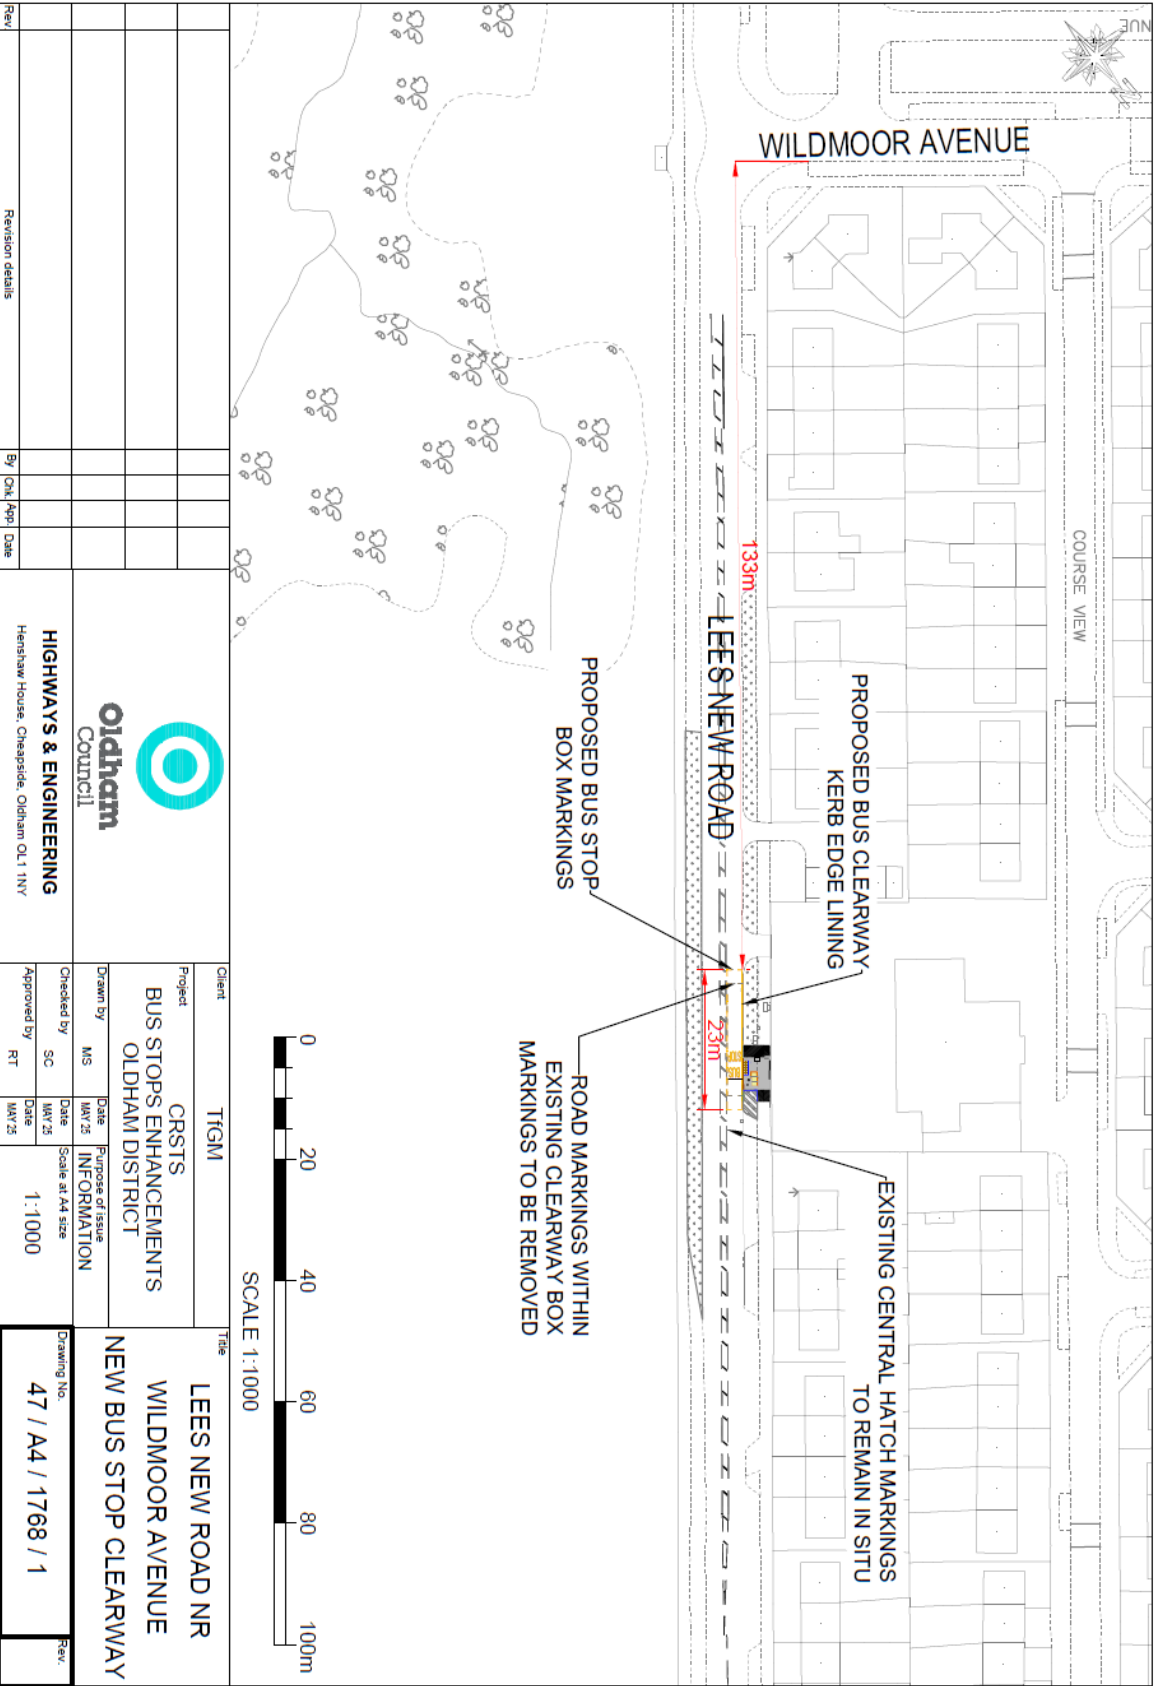 NUE
N
WILDMOOR AVENUE
COURSE VIEW
133m
LEES NEW ROAD
PROPOSED BUS CLEARWAY
KERB EDGE LINING
PROPOSED BUS STOP
BOX MARKINGS
23m
BUS
STOP
EXISTING CENTRAL HATCH MARKINGS
TO REMAIN IN SITU
ROAD MARKINGS WITHIN
EXISTING CLEARWAY BOX
MARKINGS TO BE REMOVED
0 20 40 60 80 100m
SCALE 1:1000
Rev
Revision details
By
Chk.
App.
Date
Oldham
Council
HIGHWAYS & ENGINEERING
Henshaw House, Cheapside, Oldham OL1 1NY
Client
TfGM
Project
CRSTS
BUS STOPS ENHANCEMENTS
OLDHAM DISTRICT
Drawn by
MS
Date
MAY 25
Purpose of issue
INFORMATION
Checked by
SC
Date
MAY 25
Scale at A4 size
1:1000
Approved by
RT
Date
MAY 25
Title
LEES NEW ROAD NR
WILDMOOR AVENUE
NEW BUS STOP CLEARWAY
Drawing No.
47 / A4 / 1768 / 1
Rev.